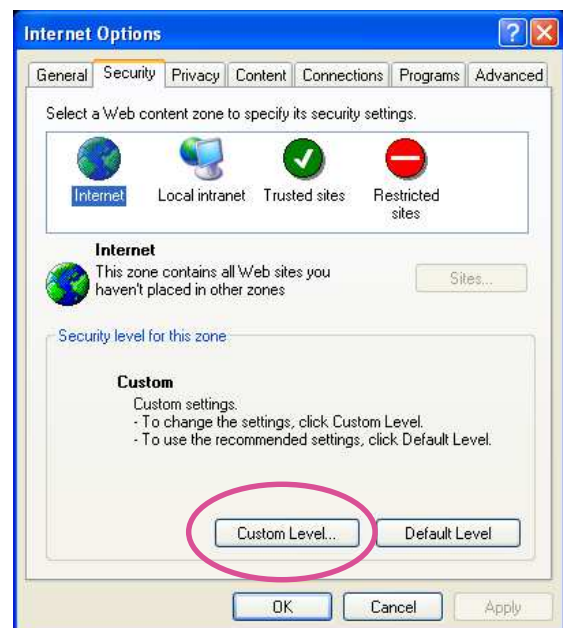 Internet Options
General Security Privacy Content Connections Programs Advanced
Select a Web content zone to specify its security settings.
Internet Local intranet Trusted sites Restricted sites
Internet
This zone contains all Web sites you
haven't placed in other zones
Sites...
Security level for this zone
Custom
Custom settings.
- To change the settings, click Custom Level.
- To use the recommended settings, click Default Level.
Custom Level... Default Level
OK Cancel Apply